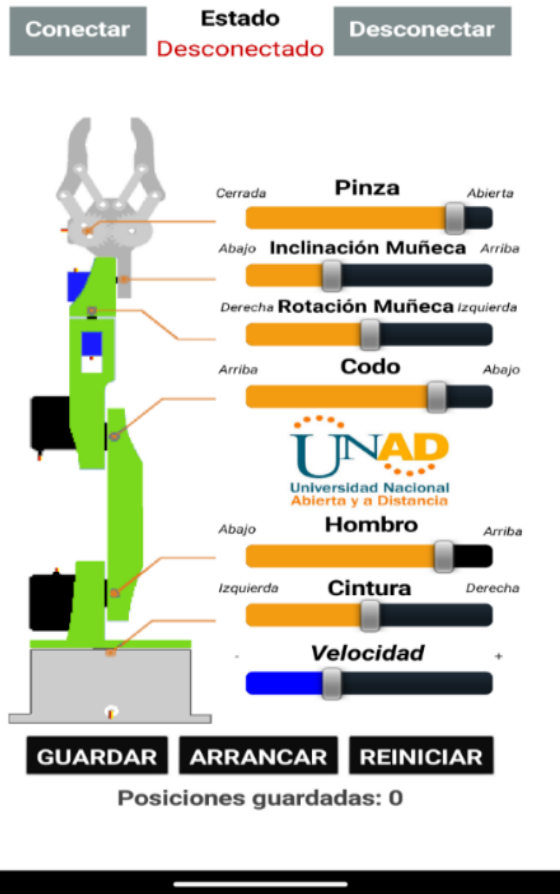 Conectar
Estado
Desconectado
Desconectar
Cerrada Pinza Abierta
Abajo Inclinación Muñeca Arriba
Derecha Rotación Muñeca Izquierda
Arriba Codo Abajo
UNAD
Universidad Nacional
Abierta y a Distancia
Abajo Hombro Arriba
Izquierda Cintura Derecha
- Velocidad +
GUARDAR ARRANCAR REINICIAR
Posiciones guardadas: 0